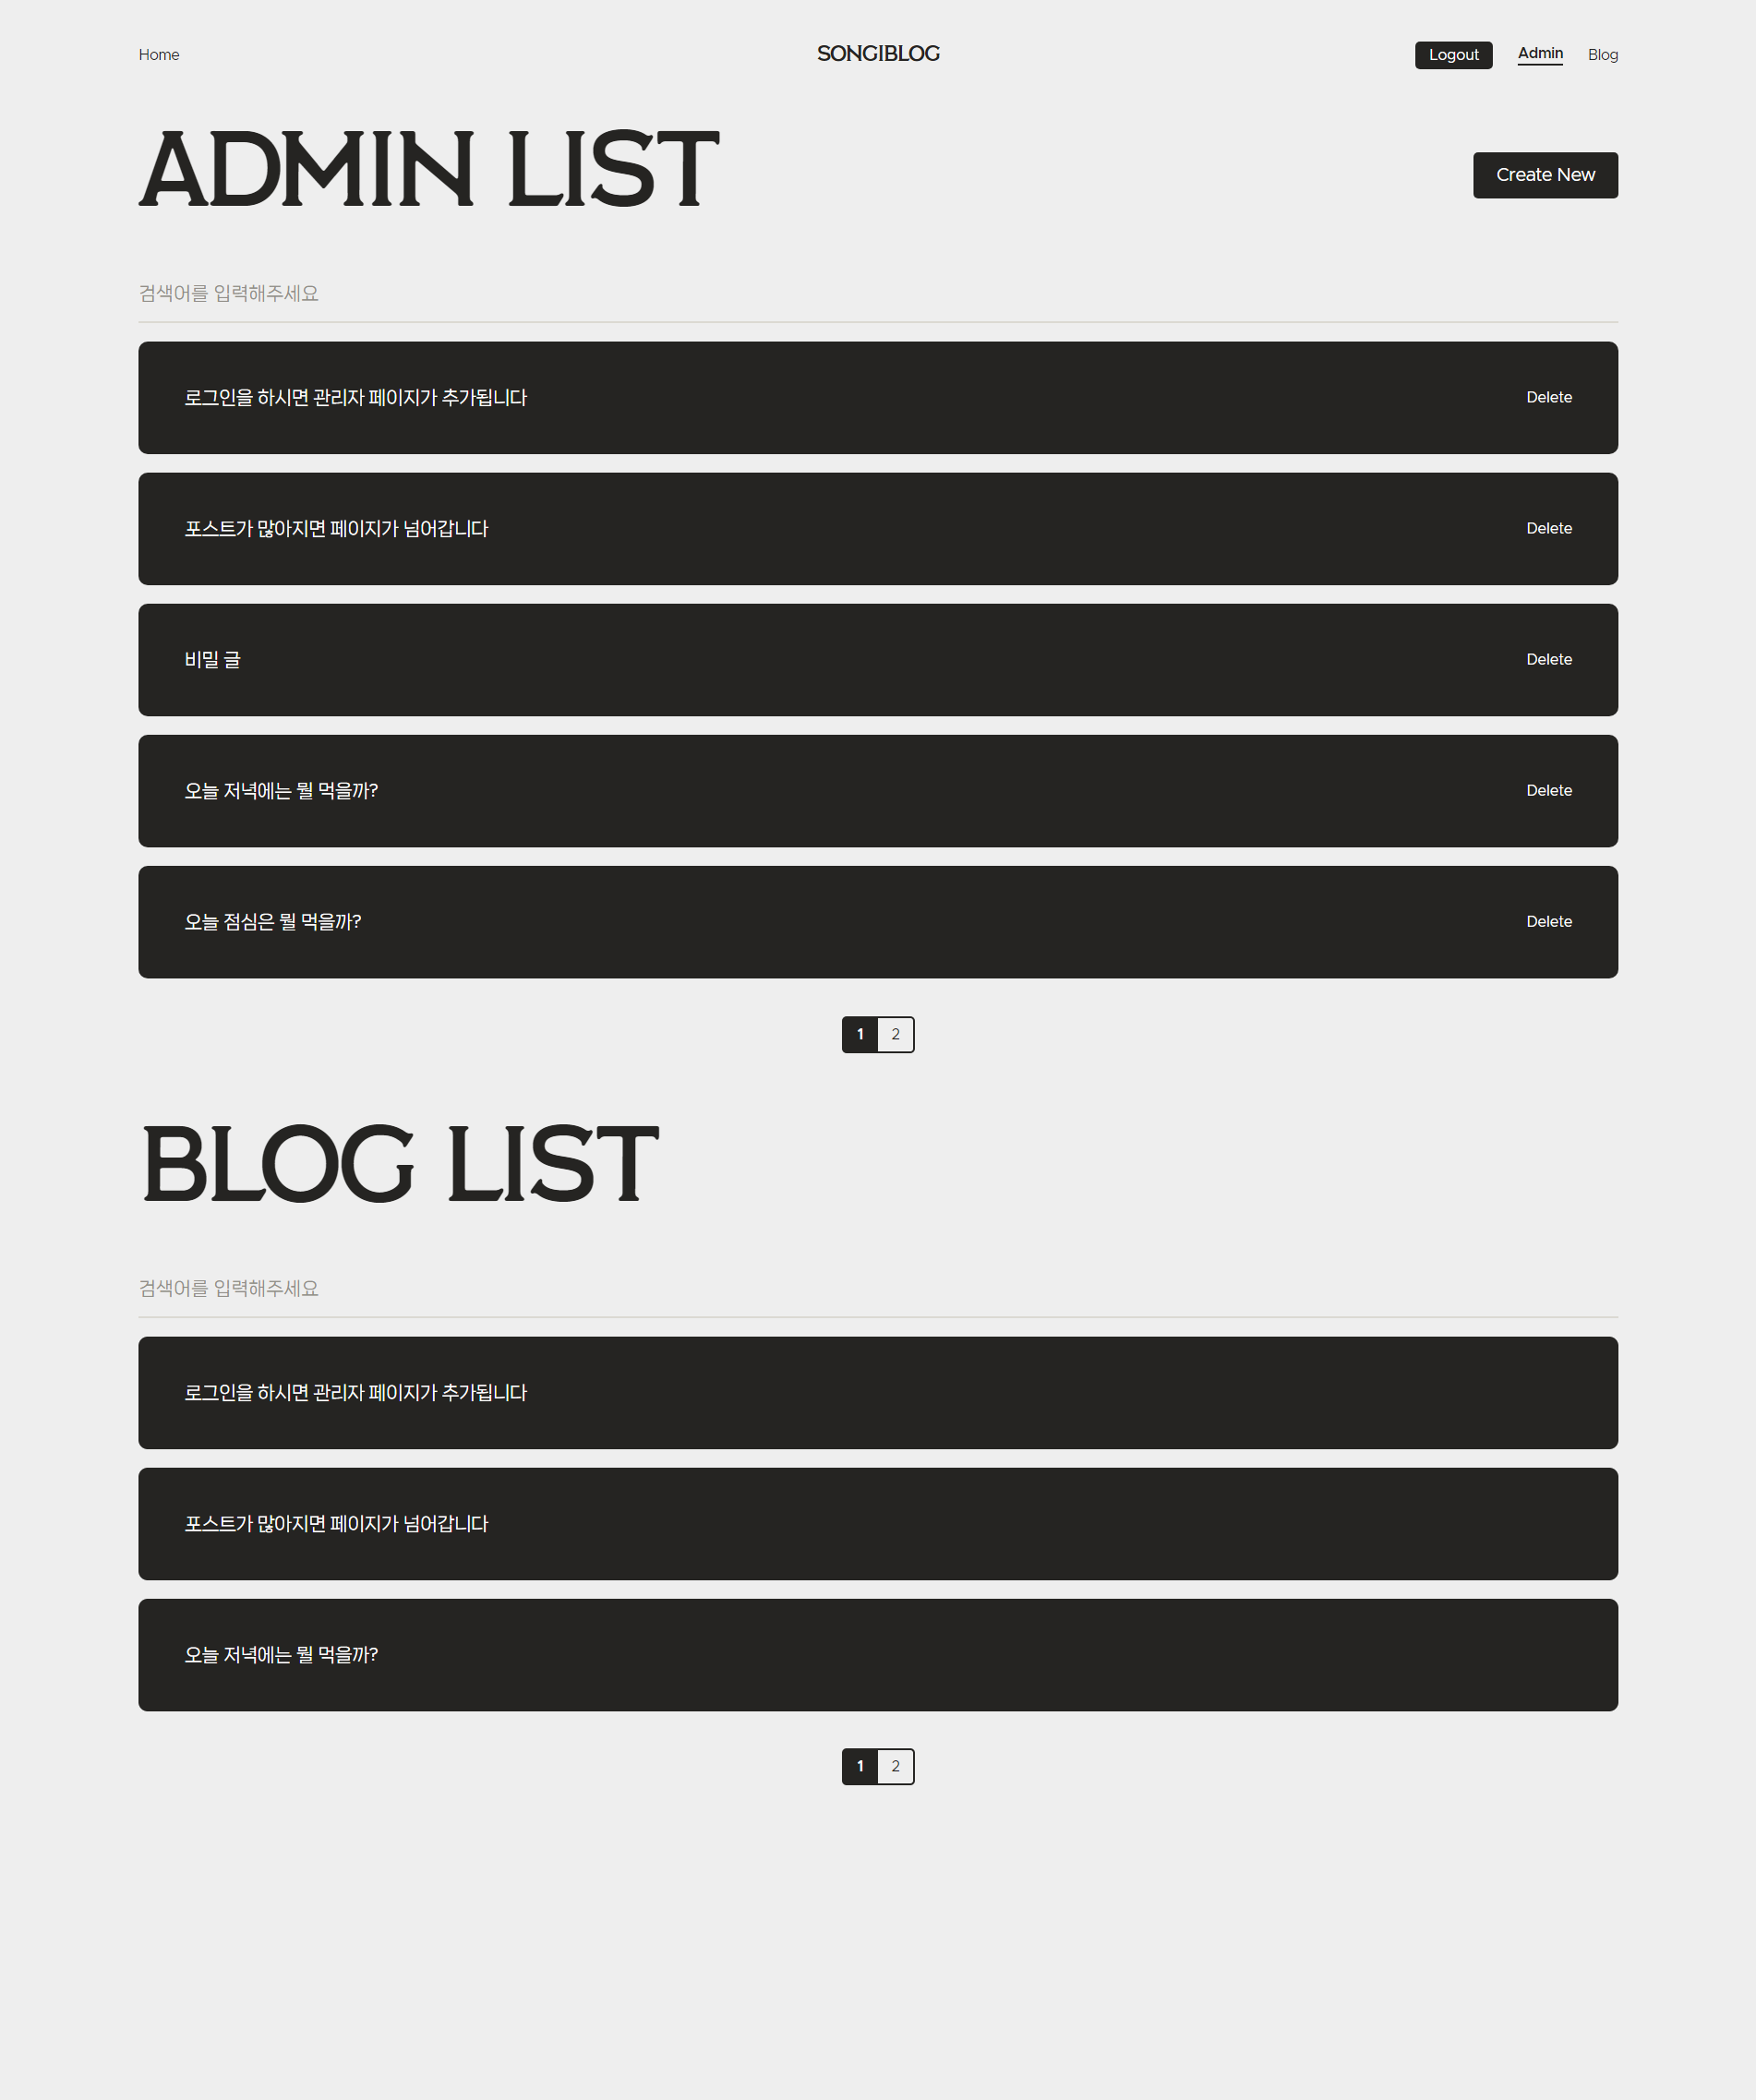 Home
SONGIBLOG
Logout
Admin
Blog
ADMIN LIST
Create New
검색어를 입력해주세요
로그인을 하시면 관리자 페이지가 추가됩니다
Delete
포스트가 많아지면 페이지가 넘어갑니다
Delete
비밀 글
Delete
오늘 저녁에는 뭘 먹을까?
Delete
오늘 점심은 뭘 먹을까?
Delete
1 2
BLOG LIST
검색어를 입력해주세요
로그인을 하시면 관리자 페이지가 추가됩니다
포스트가 많아지면 페이지가 넘어갑니다
오늘 저녁에는 뭘 먹을까?
1 2